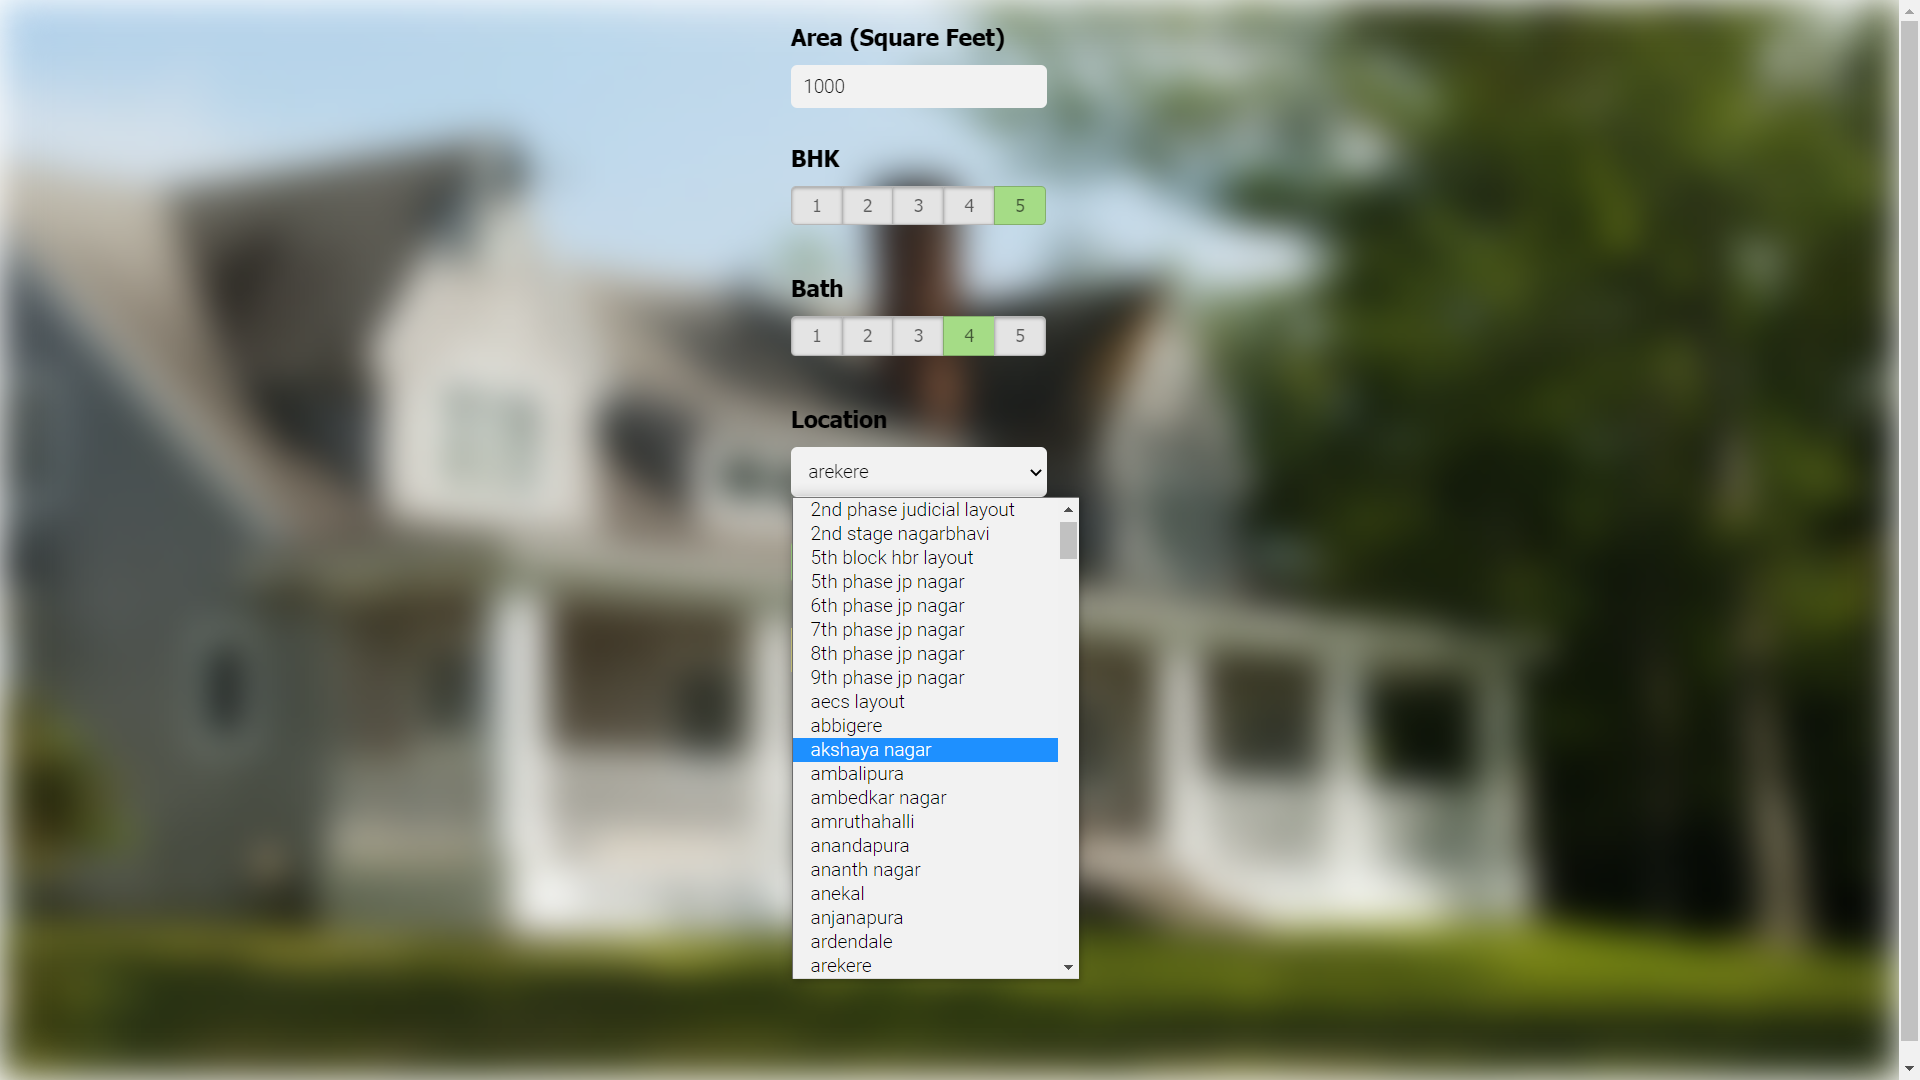 Area (Square Feet)
1000
BHK
1 2 3 4 5
Bath
1 2 3 4 5
Location
arekere
2nd phase judicial layout
2nd stage nagarbhavi
5th block hbr layout
5th phase jp nagar
6th phase jp nagar
7th phase jp nagar
8th phase jp nagar
9th phase jp nagar
aecs layout
abbigere
akshaya nagar
ambalipura
ambedkar nagar
amruthahalli
anandapura
ananth nagar
anekal
anjanapura
ardendale
arekere